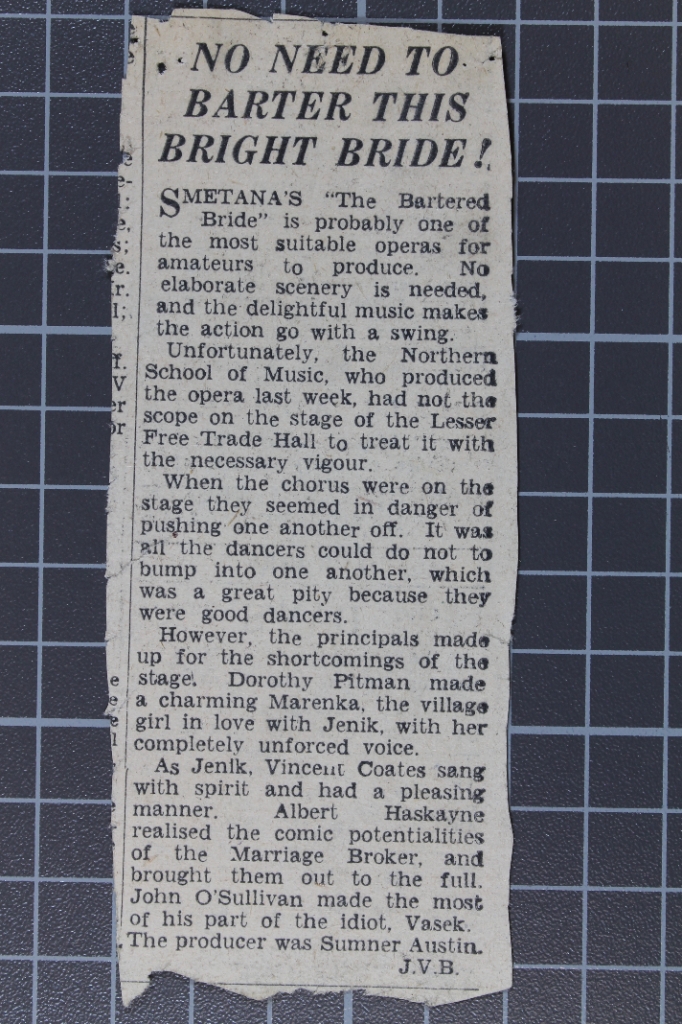 NO NEED TO
BARTER THIS
BRIGHT BRIDE!
SMETANA'S "The Bartered
Bride" is probably one of
the most suitable operas for
amateurs to produce. No
elaborate scenery is needed,
and the delightful music makes
the action go with a swing.
Unfortunately, the Northern
School of Music, who produced
the opera last week, had not the
scope on the stage of the Lesser
Free Trade Hall to treat it with
the necessary vigour.
When the chorus were on the
stage they seemed in danger of
pushing one another off. It was
all the dancers could do not to
bump into one another, which
was a great pity because they
were good dancers.
However, the principals made
up for the shortcomings of the
stage. Dorothy Pitman made
a charming Marenka, the village
girl in love with Jenik, with her
completely unforced voice.
As Jenik, Vincent Coates sang
with spirit and had a pleasing
manner. Albert Haskayne
realised the comic potentialities
of the Marriage Broker, and
brought them out to the full.
John O'Sullivan made the most
of his part of the idiot, Vasek.
The producer was Sumner Austin.
J.V.B.